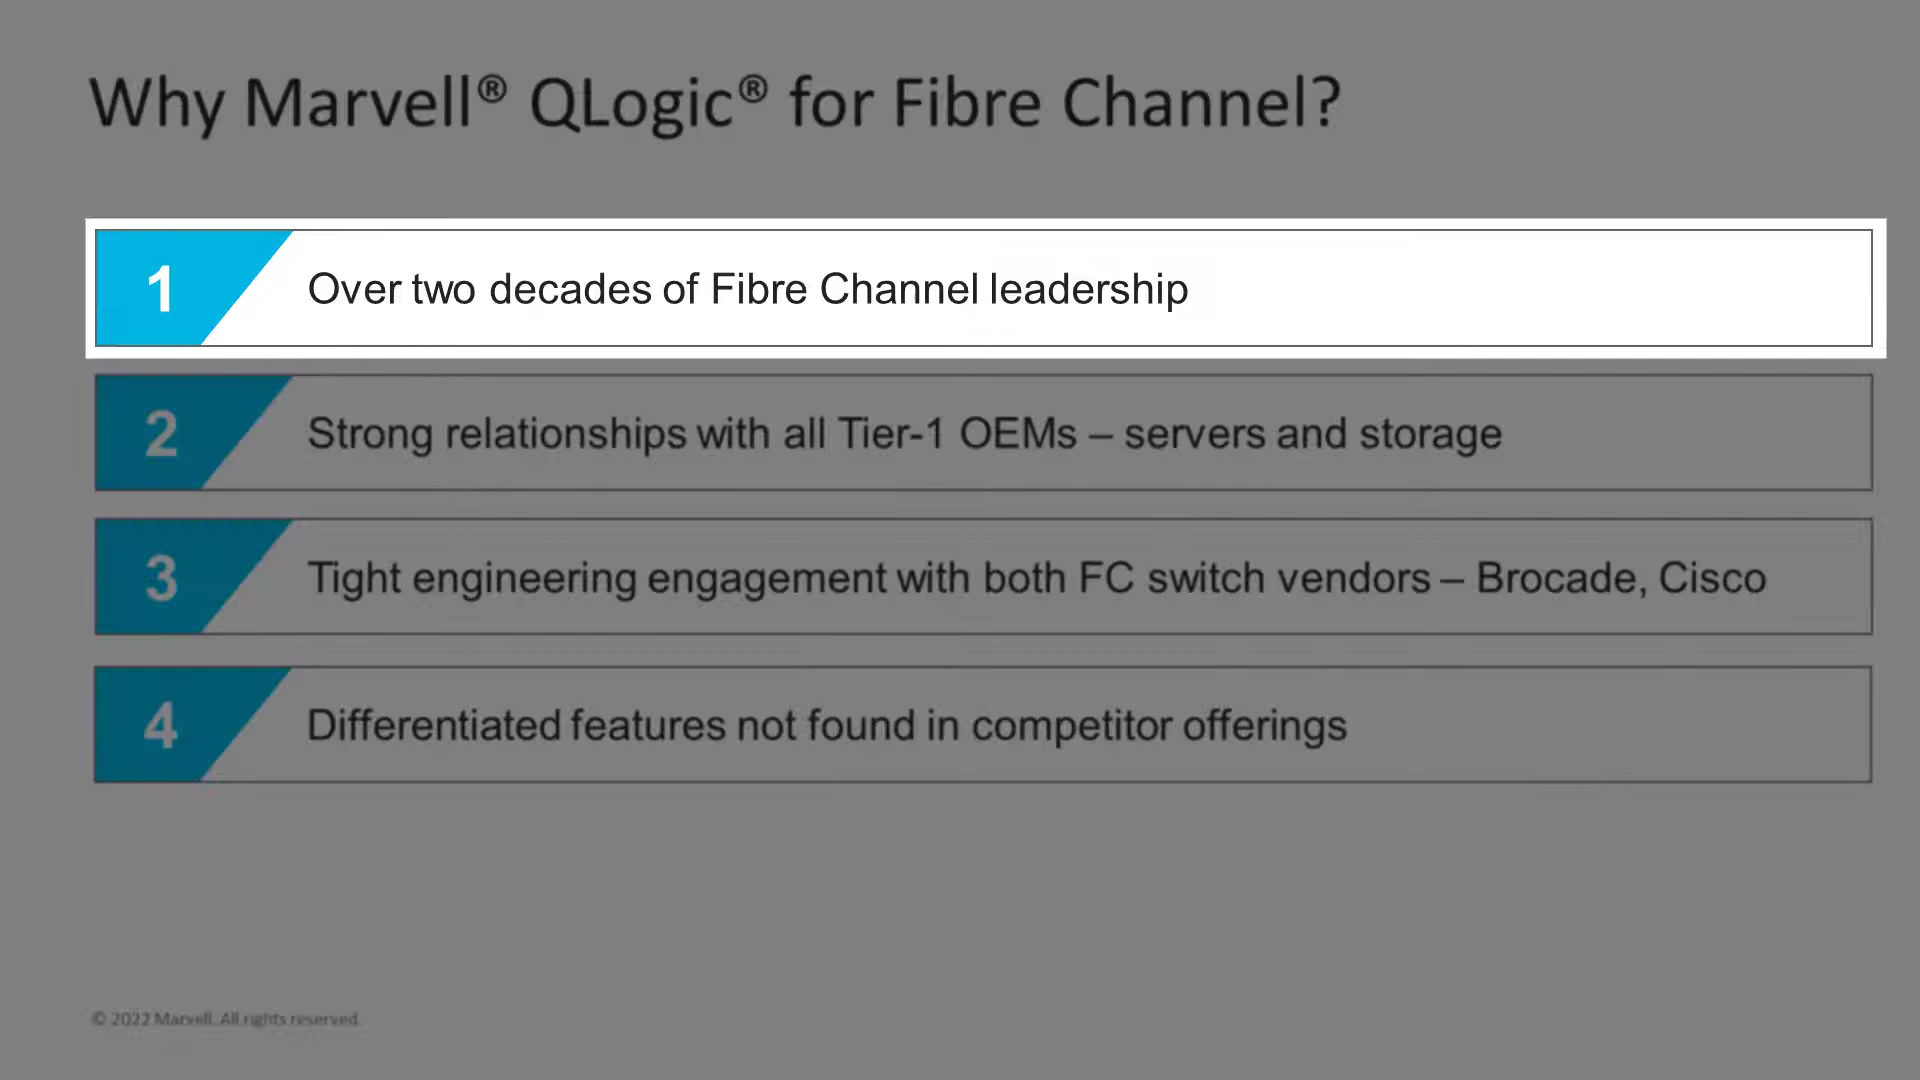 Why Marvell® QLogic® for Fibre Channel?
1 Over two decades of Fibre Channel leadership
2 Strong relationships with all Tier-1 OEMs – servers and storage
3 Tight engineering engagement with both FC switch vendors – Brocade, Cisco
4 Differentiated features not found in competitor offerings
© 2022 Marvell. All rights reserved.